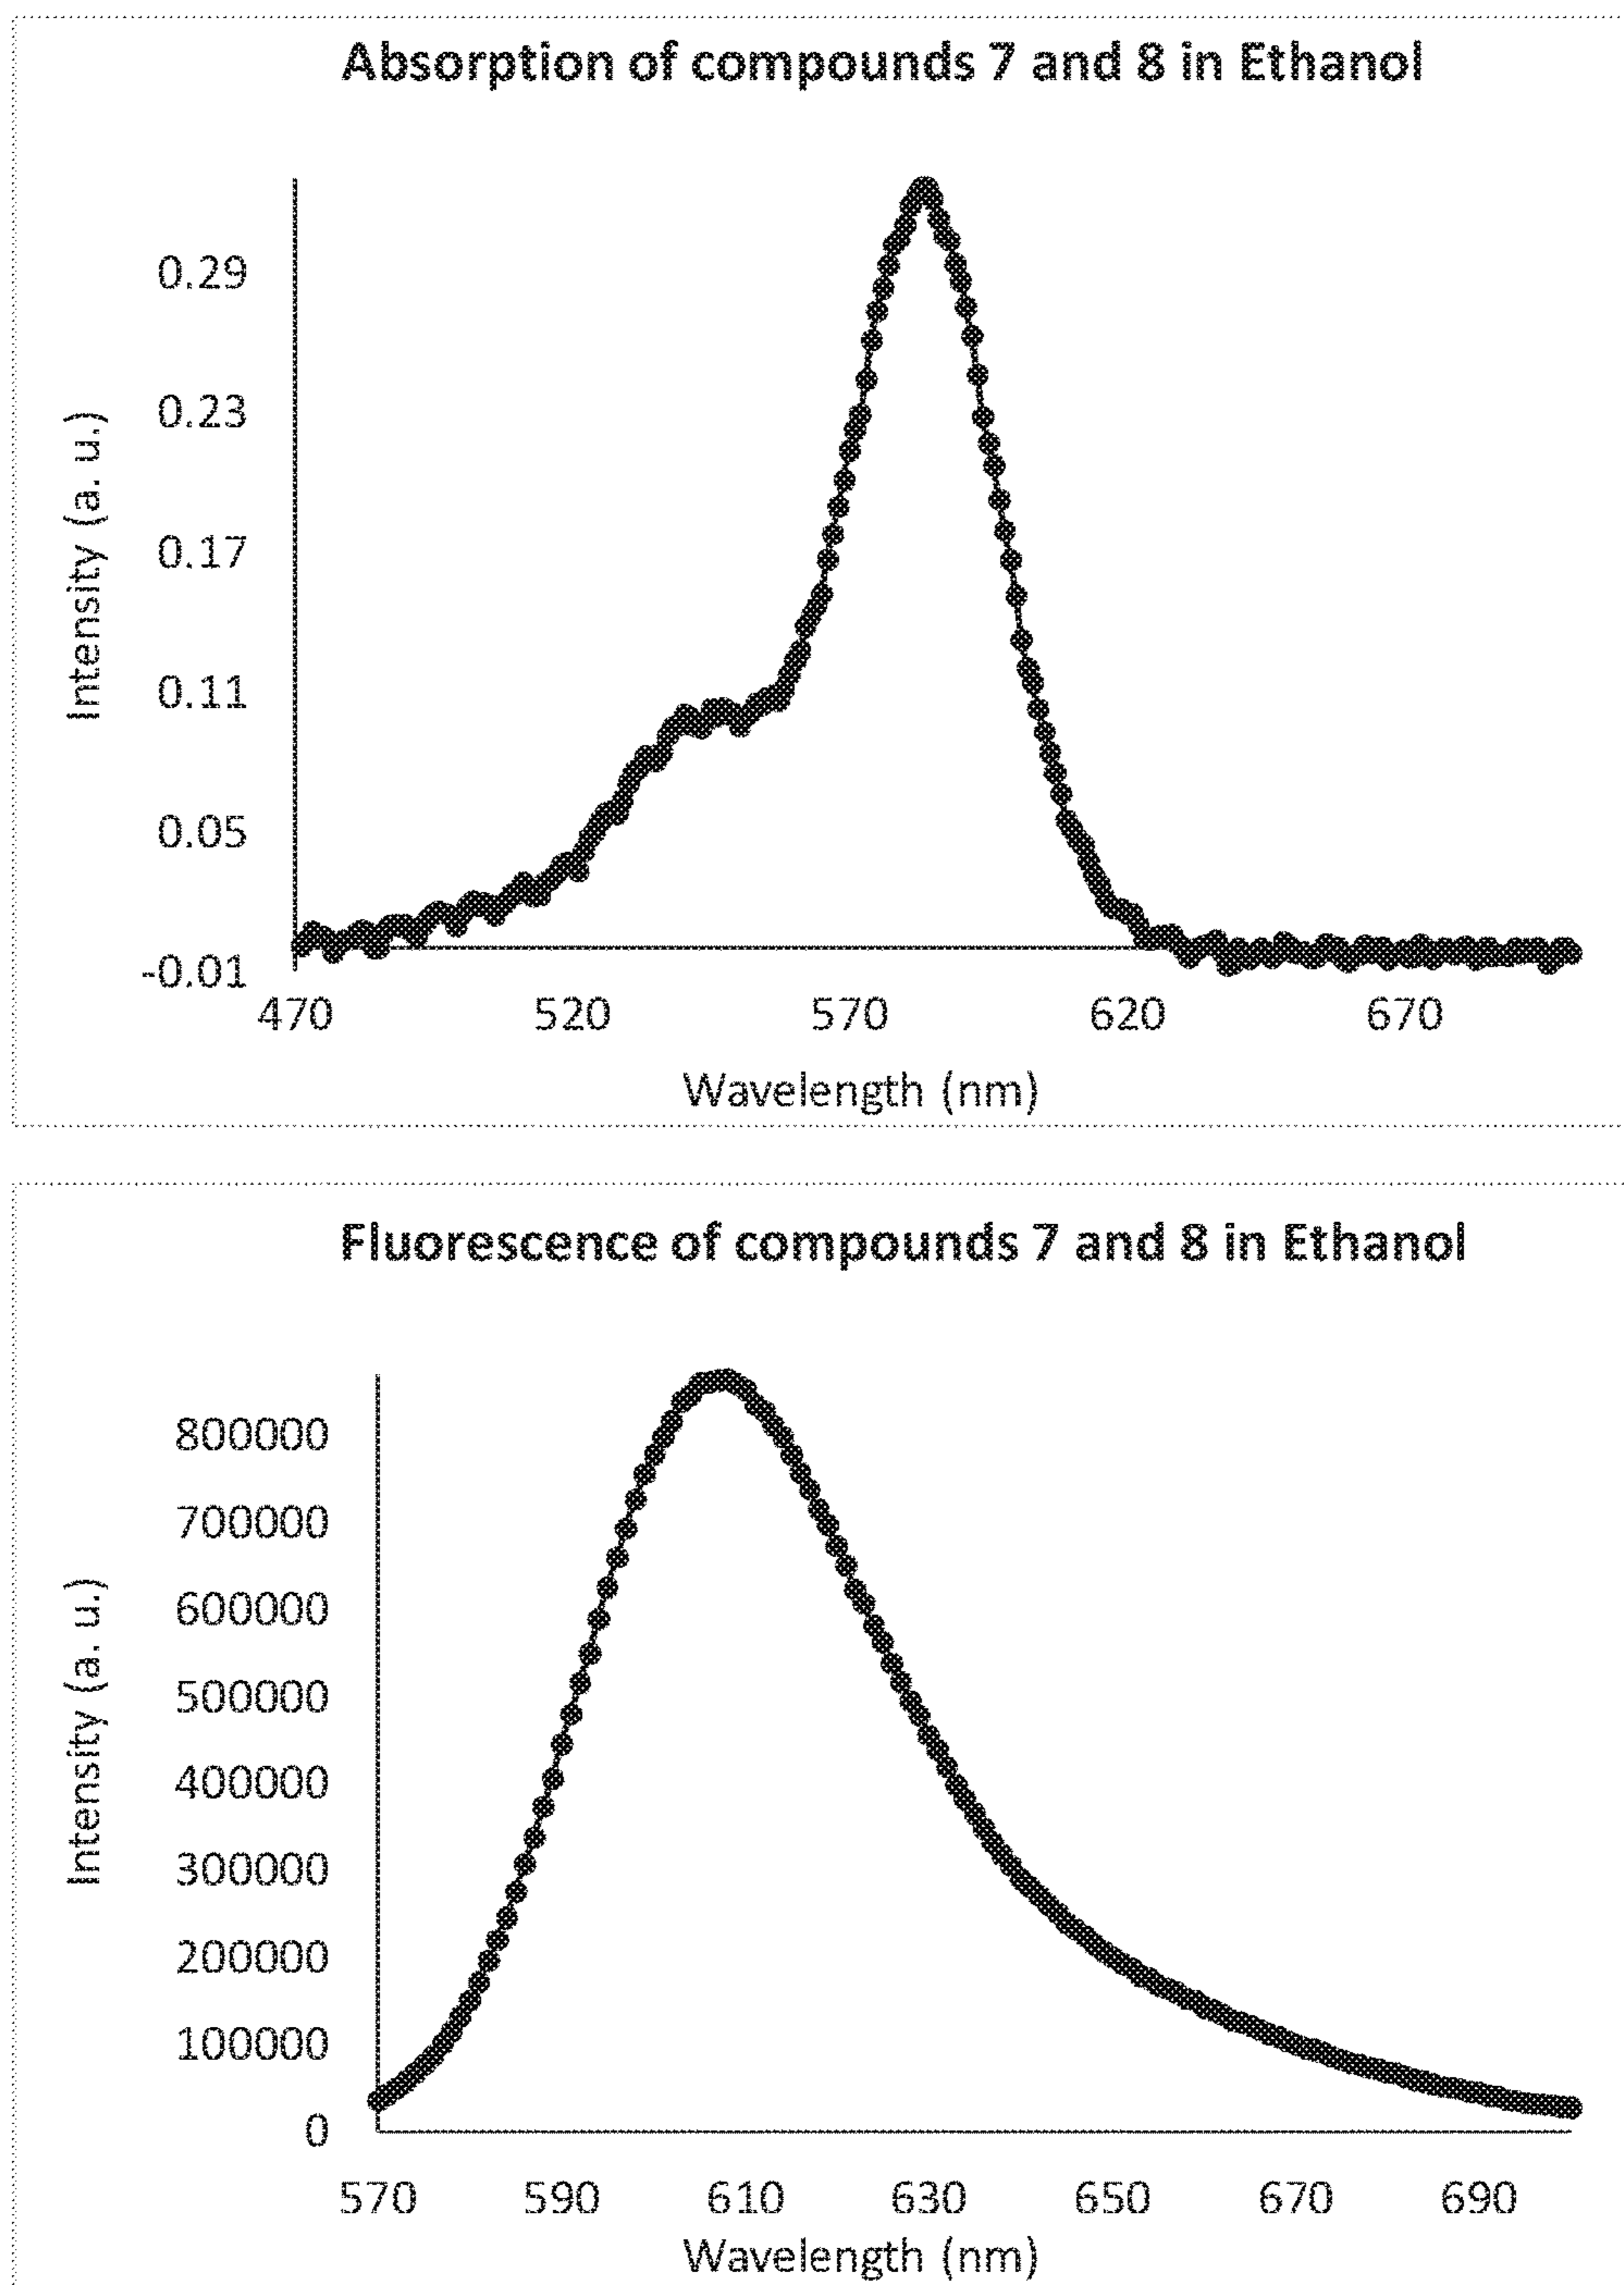 Absorption of compounds 7 and 8 in Ethanol
Intensity (a. u.)
0.29
0.23
0.17
0.11
0.05
-0.01
470 520 570 620 670
Wavelength (nm)
Fluorescence of compounds 7 and 8 in Ethanol
Intensity (a. u.)
800000
700000
600000
500000
400000
300000
200000
100000
0
570 590 610 630 650 670 690
Wavelength (nm)